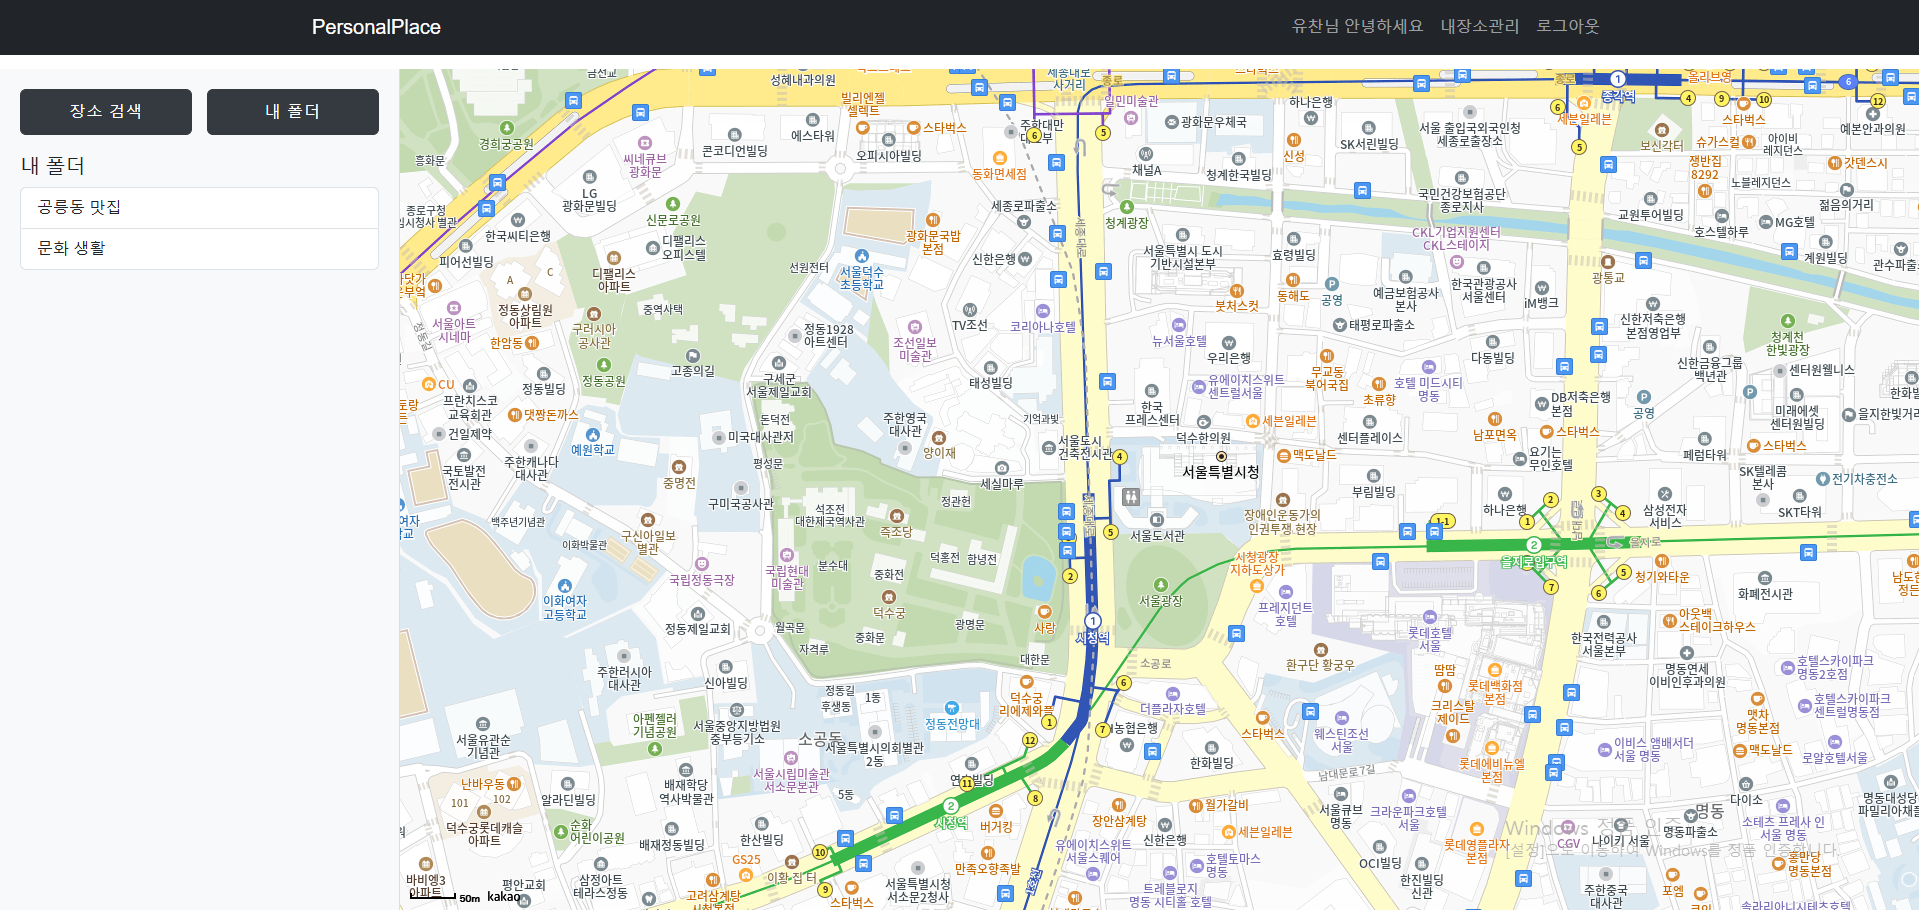 PersonalPlace
유찬님 안녕하세요 내장소관리 로그아웃
장소 검색 내 폴더
내 폴더
공릉동 맛집
문화 생활
성혜내과의원
세종대로
사거리
종로
종각역
올리브영
빌리엔젤
셀렉트
스타벅스
일민미술관
광화문우체국
하나은행
세븐일레븐
스타벅스
예본안과의원
경희궁공원
흥화문
씨네큐브
광화문
콘코디언빌딩
에스타워
오피시아빌딩
동화면세점
채널A
청계한국빌딩
신성
SK서린빌딩
서울 출입국외국인청
세종로출장소
보신각터
슈가스컬
아이비
레지던스
쟁반집
8292
갓덴스시
노블레지던스
젊음의거리
LG
광화문빌딩
신문로공원
세종로파출소
청계광장
국민건강보험공단
종로지사
교원투어빌딩
호스텔하루
MG호텔
종로구청
한국씨티은행
피어선빌딩
디팰리스
오피스텔
디팰리스
아파트
선원전터
광화문국밥
본점
서울덕수
초등학교
신한은행
서울특별시 도시
기반시설본부
효령빌딩
CKL기업지원센터
CKL스테이지
계원빌딩
광통교
정동상림원
아파트
A
C
중역사택
TV조선
코리아나호텔
북처스컷
동해도
공영
예금보험공사
본사
한국관광공사
서울센터
iM뱅크
서울아트
시네마
한암동
구러시아
공사관
정동1928
아트센터
조선일보
미술관
뉴서울호텔
우리은행
태평로파출소
신한저축은행
본점영업부
청계천
한빛광장
CU
정동빌딩
정동공원
고종의길
구세군
서울제일교회
태성빌딩
유에이치스위트
센트럴서울
무교동
북어국집
호텔 미드시티
명동
다동빌딩
신한금융그룹
백년관
센터원웰니스
프란치스코
교육회관
댓짱돈까스
돈덕전
주한영국
대사관
기억과빛
한국
프레스센터
세븐일레븐
초류향
DB저축은행
본점
공영
미래에셋
센터원빌딩
을지한빛거리
건일제약
예원학교
미국대사관저
양이재
서울도시
건축전시관
덕수한의원
센터플레이스
남포면옥
스타벅스
페럼타워
스타벅스
국토발전
전시관
주한캐나다
대사관
중명전
평성문
세실마루
서울특별시청
맥도날드
요기는
무인호텔
SK텔레콤
본사
전기차충전소
구미국공사관
정관헌
부림빌딩
하나은행
삼성전자
서비스
SKT타워
백주년기념관
구신아일보
별관
석조전
대한제국역사관
즉조당
서울도서관
장애인운동가의
인권투쟁 현장
이화박물관
국립정동극장
국립현대
미술관
분수대
중화전
덕홍전
함녕전
시청광장
지하도상가
을지로입구역
을지로
청기와타운
이화여자
고등학교
덕수궁
사랑
서울광장
프레지던트
호텔
화폐전시관
정동제일교회
월곡문
중화문
광명문
시청역
롯데호텔
서울
한국전력공사
서울본부
아웃백
스테이크하우스
주한러시아
대사관
자격루
대한문
소공로
환구단 황궁우
땀땀
롯데백화점
본점
명동연세
이비인후과의원
호텔스카이파크
명동2호점
신아빌딩
정동길
후생동
1동
덕수궁
리에제와플
더플라자호텔
크리스탈
제이드
맷차
명동본점
호텔스카이파크
센트럴명동점
아펜젤러
기념공원
서울중앙지방법원
중부등기소
정동전망대
농협은행
스타벅스
웨스틴조선
서울
서울유관순
기념관
소공동
서울특별시의회별관
2동
한화빌딩
롯데에비뉴엘
본점
이비스 앰배서더
서울 명동
맥도날드
로얄호텔서울
난바우동
101
102
알라딘빌딩
배재학당
역사박물관
서울시립미술관
서소문본관
5동
남대문로7길
크라운파크호텔
서울
다이소
덕수궁롯데캐슬
아파트
순화
어린이공원
시청역
버거킹
장안삼계탕
월가갈비
서울큐브
명동
명동
명동파출소
소테츠 프레사 인
서울 명동
배재정동빌딩
한산빌딩
신한은행
세븐일레븐
롯데영플라자
본점
CGV
나이키 서울
GS25
이황 집 터
만족오향족발
유에이치스위트
서울스퀘어
호텔토마스
명동
OCI빌딩
홍만당
명동본점
바비엥3
아파트
평안교회
삼정아트
테라스정동
고려삼계탕
스타벅스
서울특별시청
서소문2청사
트레블로지
명동 시티홀 호텔
한진빌딩
주한중국
대사관
포엠
50m kakao
[설정]으로 이동하여 Windows를 정품 인증합니다.